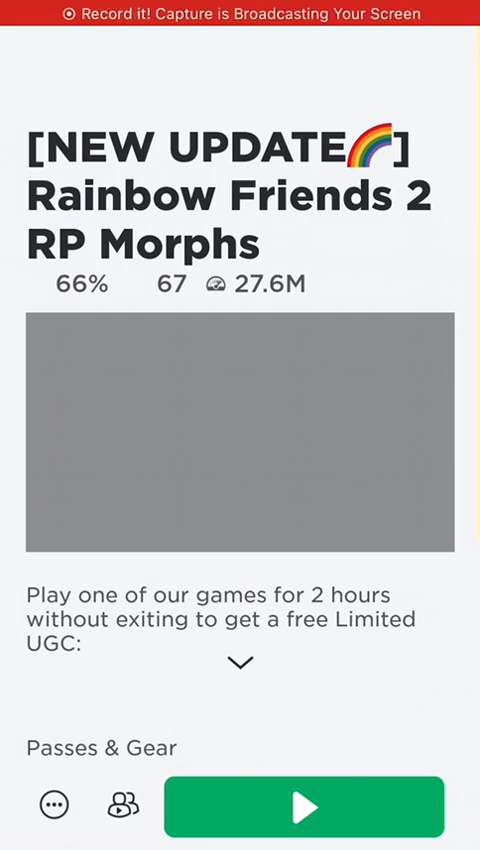 Record it! Capture is Broadcasting Your Screen
[NEW UPDATE🌈]
Rainbow Friends 2
RP Morphs
66% 67 27.6M
Play one of our games for 2 hours
without exiting to get a free Limited
UGC:
Passes & Gear